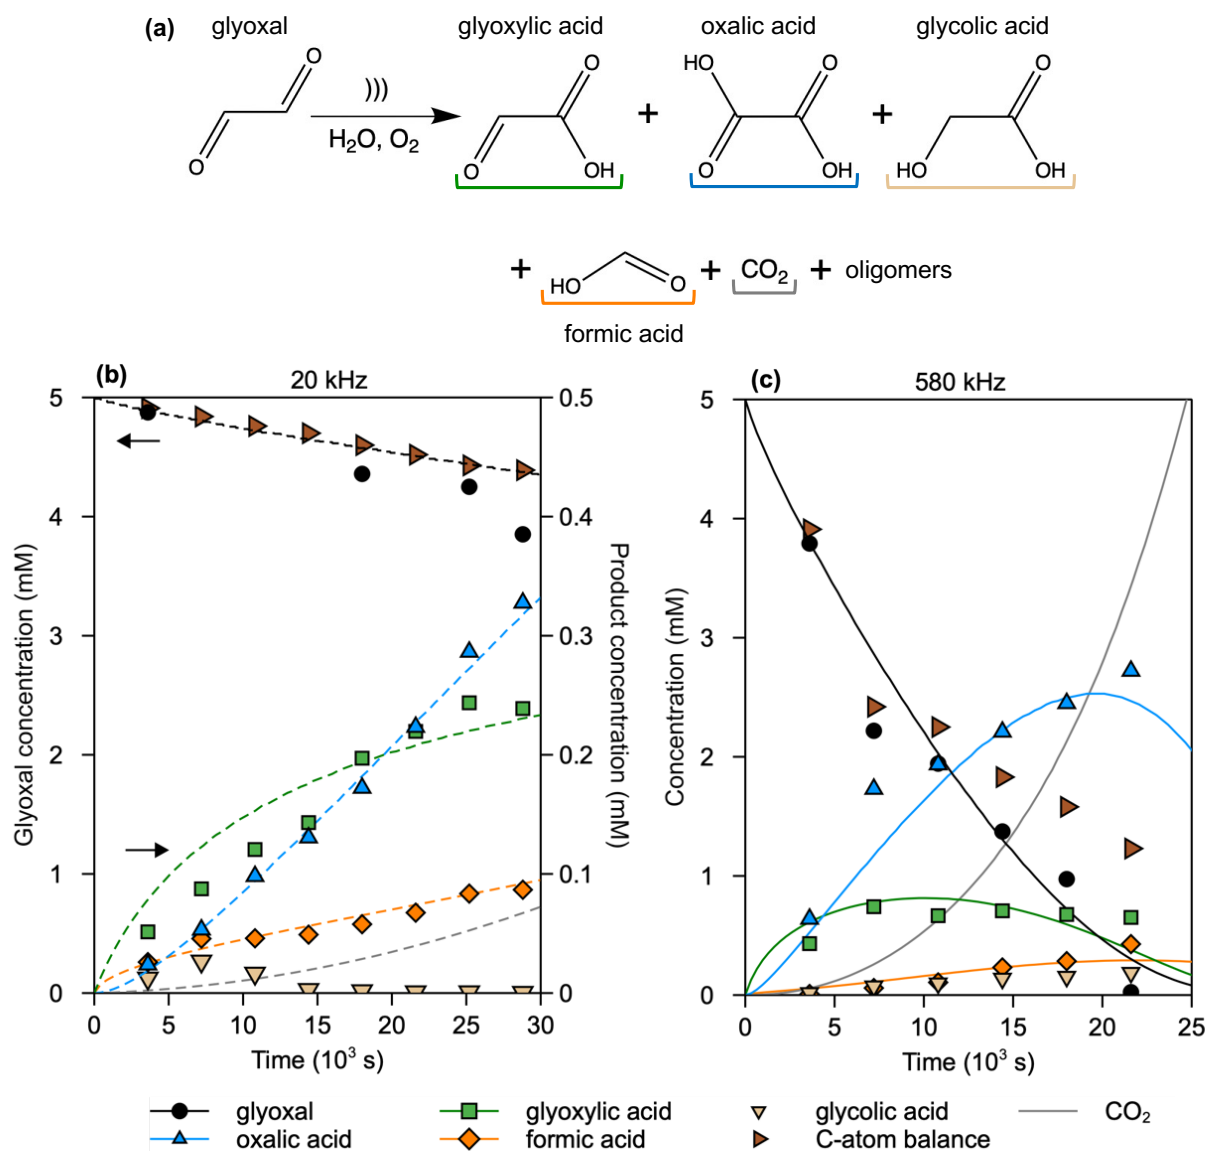 (a) glyoxal glyoxylic acid oxalic acid glycolic acid
O O HO O O
))) + + 
H₂O, O₂
O O OH O OH HO OH
+ HO O + CO₂ + oligomers
formic acid
(b) 20 kHz
5 0.5
4 0.4
3 0.3
2 0.2
1 0.1
0 0
0 5 10 15 20 25 30
Time (10³ s)
Glyoxal concentration (mM)
Product concentration (mM)
(c) 580 kHz
5
4
3
2
1
0
0 5 10 15 20 25
Time (10³ s)
Concentration (mM)
glyoxal glyoxylic acid glycolic acid CO₂
oxalic acid formic acid C-atom balance